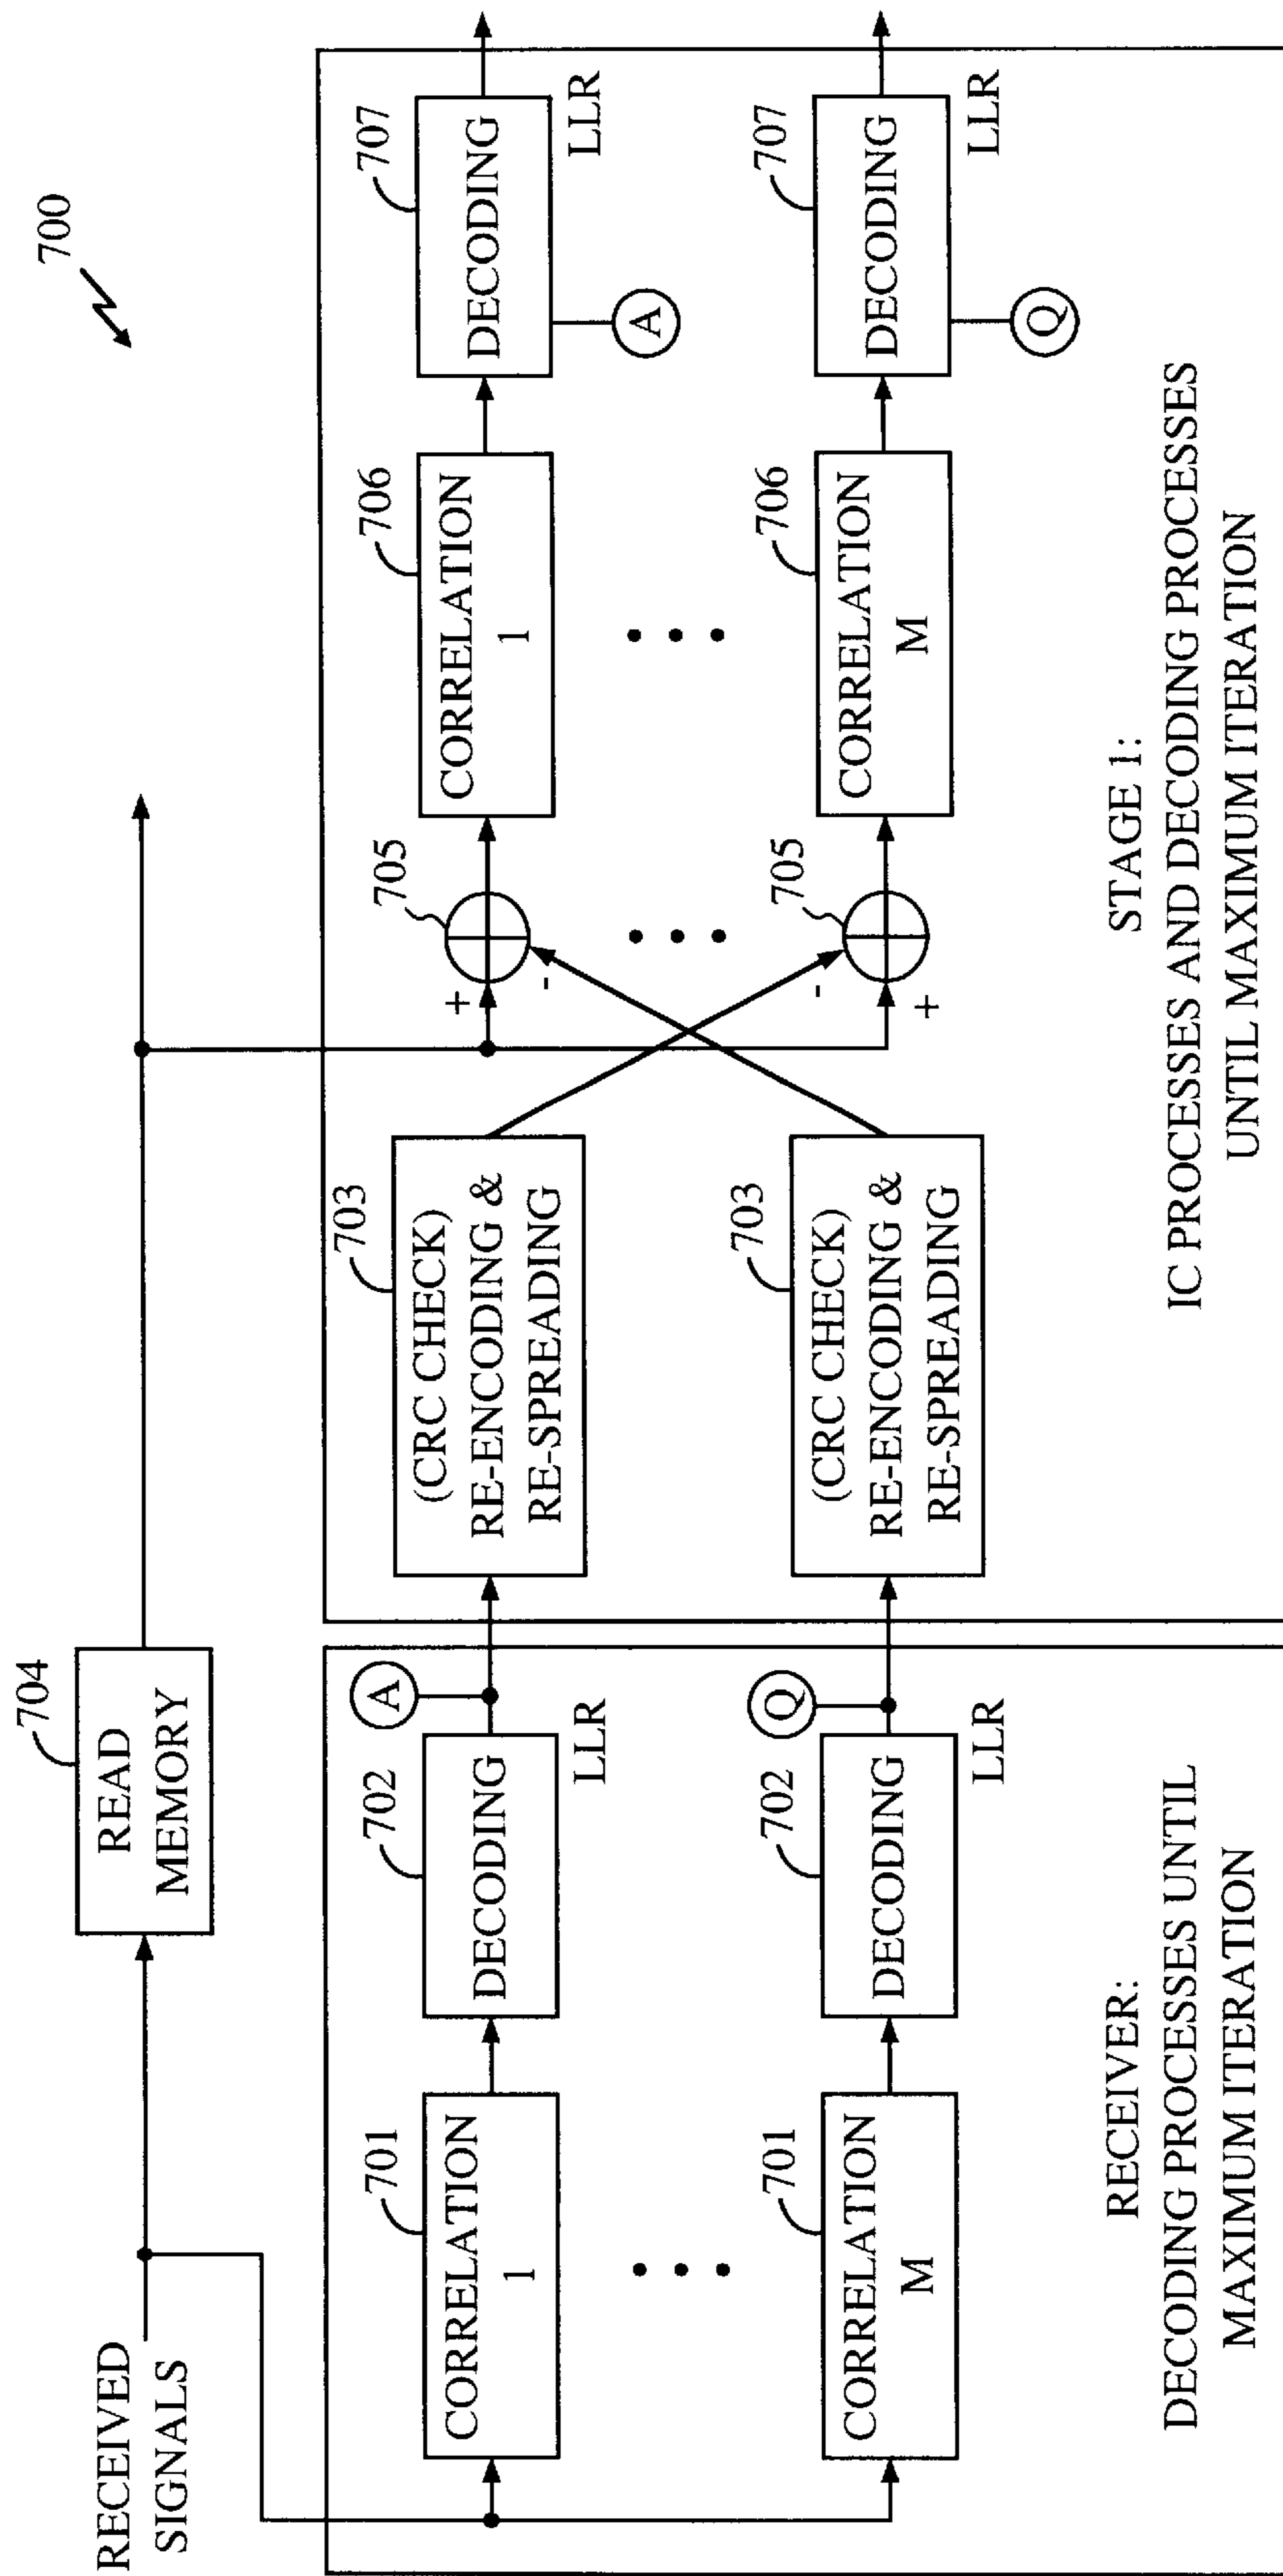 700
RECEIVED
SIGNALS
704
READ
MEMORY
701
CORRELATION
1
702
DECODING
LLR
A
703
(CRC CHECK)
RE-ENCODING &
RE-SPREADING
+
-
705
706
CORRELATION
1
707
DECODING
LLR
A
701
CORRELATION
M
702
DECODING
LLR
Q
703
(CRC CHECK)
RE-ENCODING &
RE-SPREADING
-
+
705
706
CORRELATION
M
707
DECODING
LLR
Q
RECEIVER:
DECODING PROCESS UNTIL
MAXIMUM ITERATION
STAGE 1:
IC PROCESSES AND DECODING PROCESSES
UNTIL MAXIMUM ITERATION